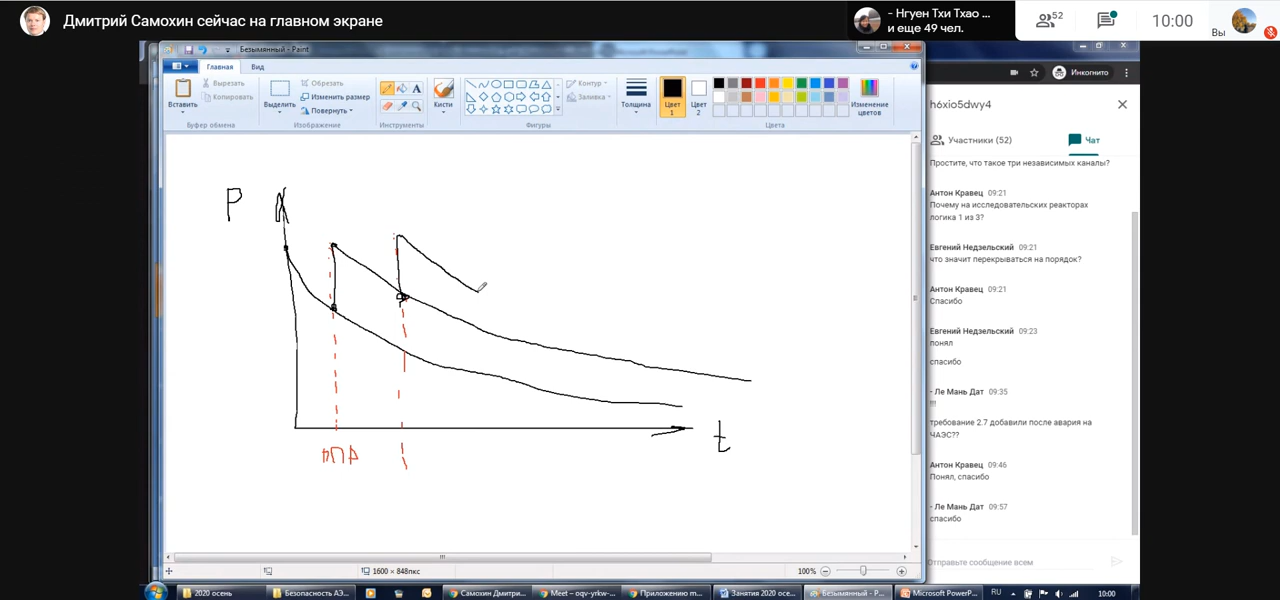 Дмитрий Самохин сейчас на главном экране
- Нгуен Тхи Тхао ...
и еще 49 чел.
52
10:00
Вы
Безымянный - Paint
Главная
Вид
Вставить
Вырезать
Копировать
Буфер обмена
Выделить
Обрезать
Изменить размер
Повернуть
Изображение
Инструменты
Кисти
Фигуры
Контур
Заливка
Толщина
Цвет 1
Цвет 2
Изменение цветов
Цвета
P
t
МПА
1600 × 848пкс
100%
Инкогнито
h6xio5dwy4
Участники (52)
Чат
Простите, что такое три независимых каналы?
Антон Кравец 09:21
Почему на исследовательских реакторах
логика 1 из 3?
Евгений Недзельский 09:21
что значит перекрываться на порядок?
Антон Кравец 09:21
Спасибо
Евгений Недзельский 09:23
понял
спасибо
- Ле Мань Дат 09:35
!!!
требование 2.7 добавили после авария на
ЧАЭС??
Антон Кравец 09:46
Понял, спасибо
- Ле Мань Дат 09:57
спасибо
Отправьте сообщение всем
2020 осень
Безопасность АЭ...
Самохин Дмитри...
Meet – oqv-yrkw-...
Приложению m...
Занятия 2020 осе...
Безымянный - P...
Microsoft PowerP...
RU
10:00